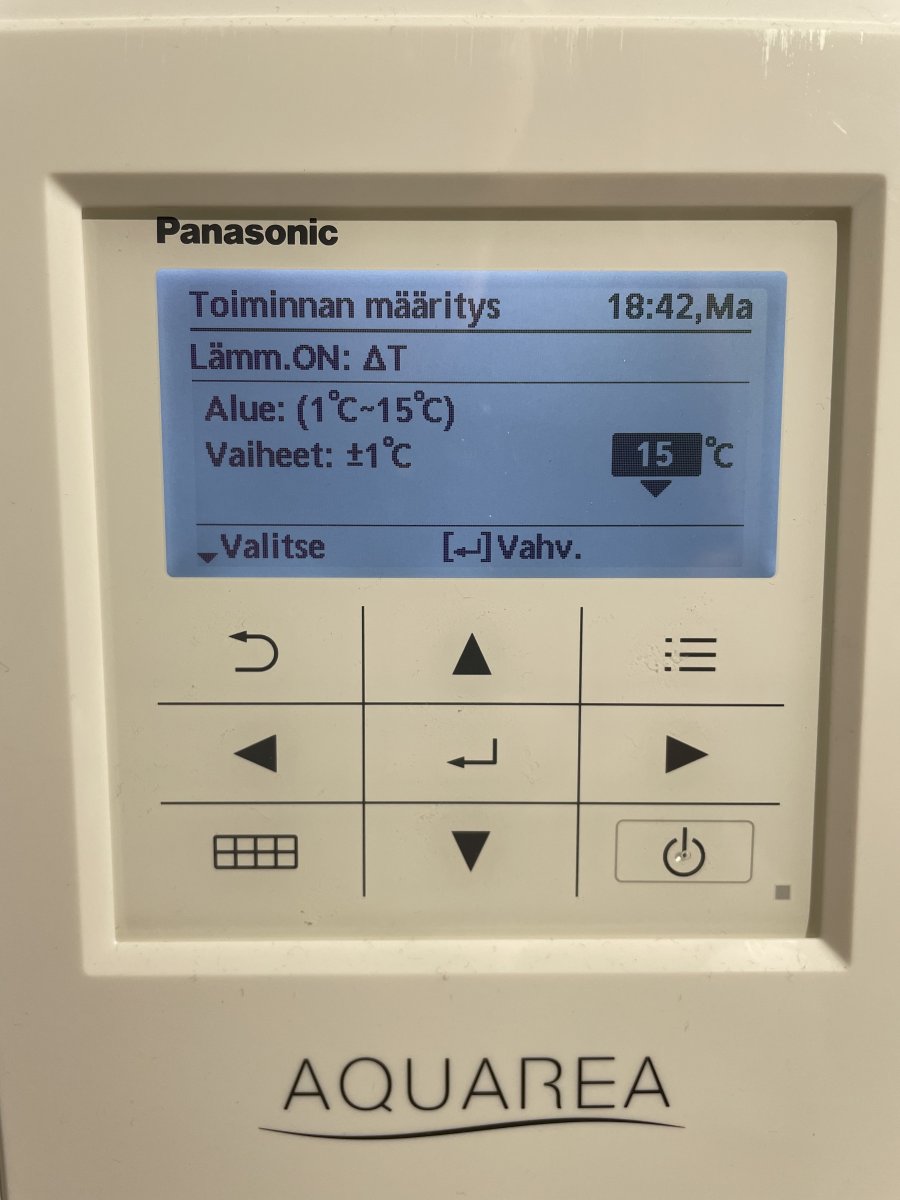 Panasonic
Toiminnan määritys 18:42,Ma
Lämm.ON: ΔT
Alue: (1°C~15°C)
Vaiheet: ±1°C 15 °C
Valitse [↵]Vahv.
AQUAREA